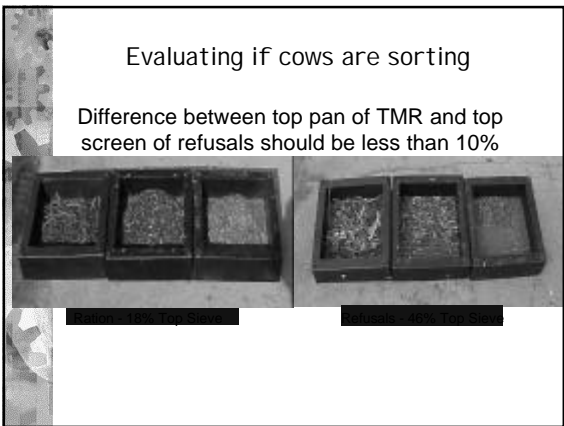 Evaluating if cows are sorting
Difference between top pan of TMR and top
screen of refusals should be less than 10%
Ration - 18% Top Sieve
Refusals - 46% Top Sieve